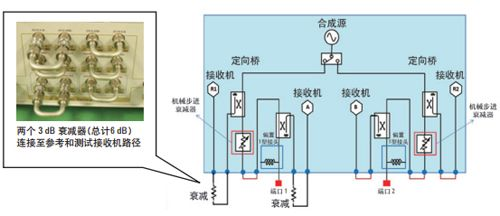 合成源
定向桥
定向桥
接收机
接收机
接收机
接收机
R1
A
B
R2
机械步进
衰减器
机械步进
衰减器
偏置
T型接头
偏置
T型接头
两个 3 dB 衰减器(总计6 dB)
连接至参考和测试接收机路径
衰减
端口 1
衰减
端口 2